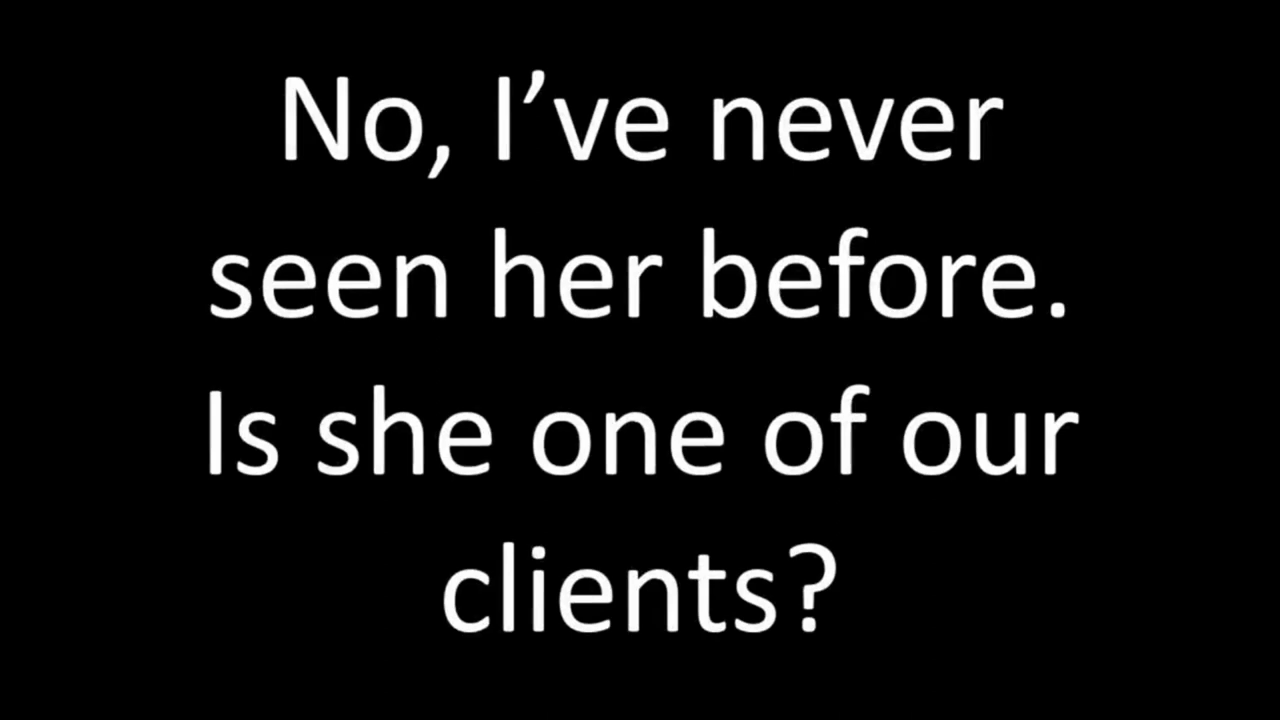 No, I’ve never
seen her before.
Is she one of our
clients?